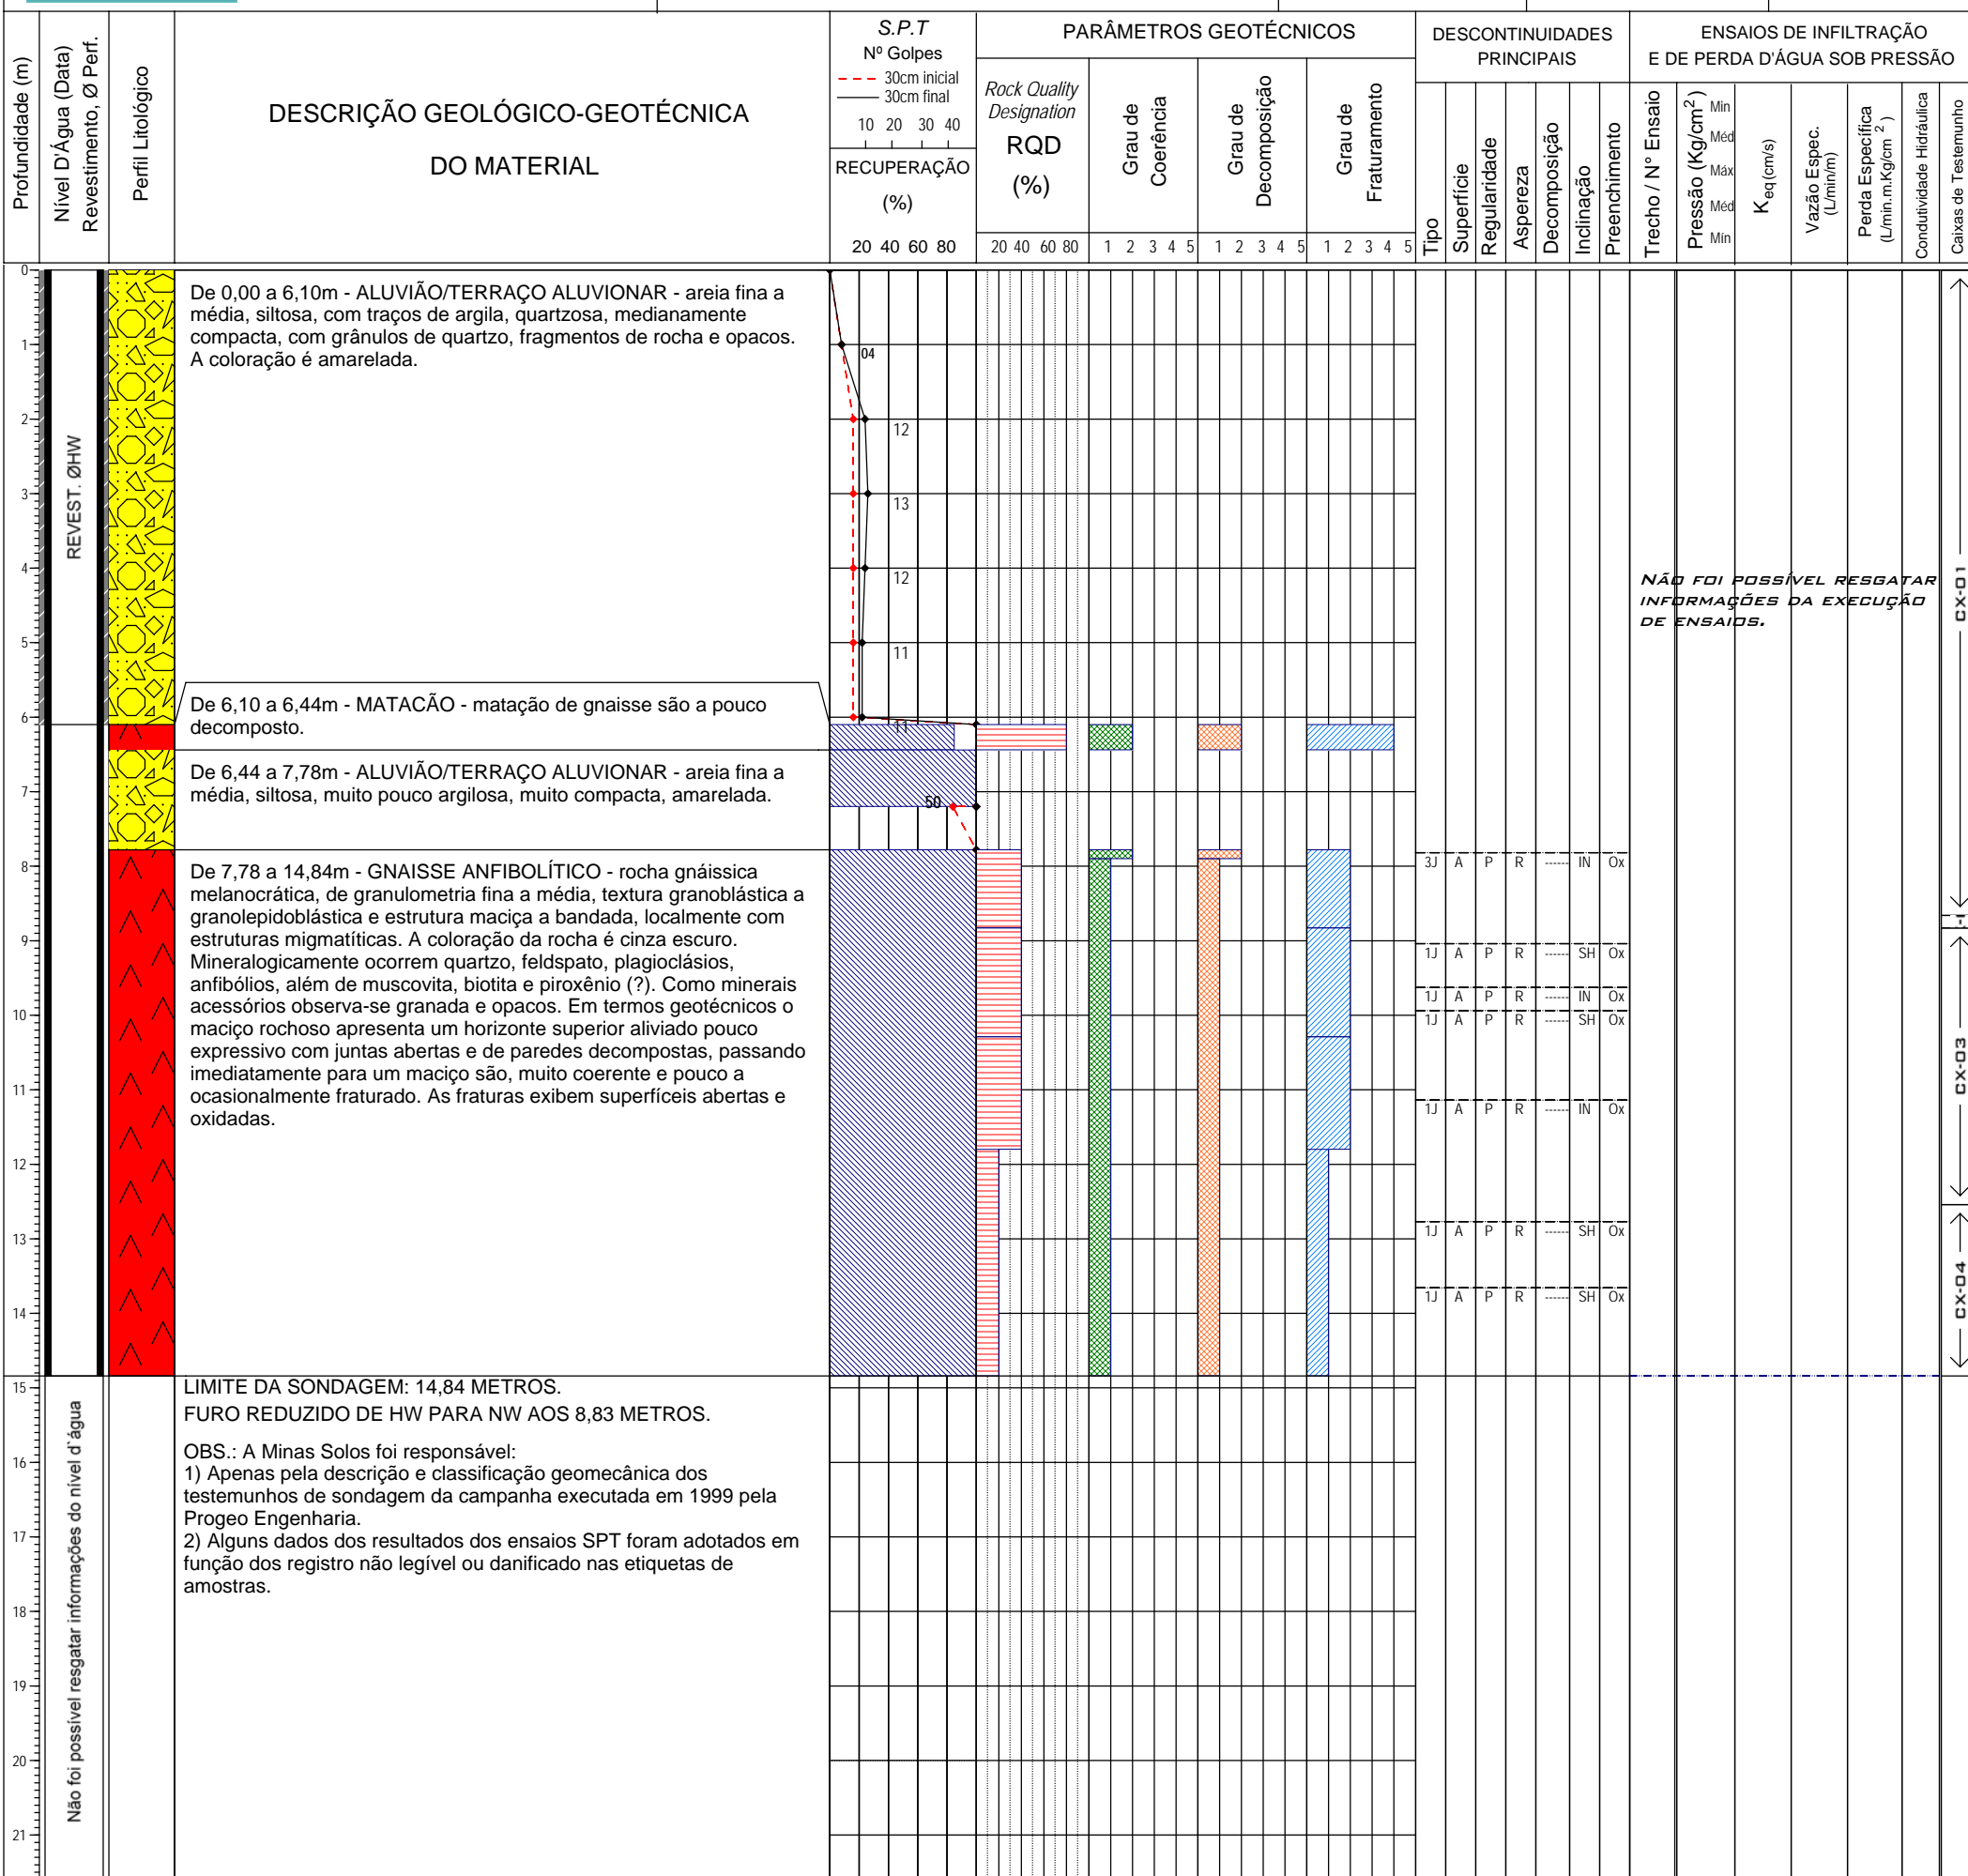 Profundidade (m)
Nível D'Água (Data)
Revestimento, Ø Perf.
Perfil Litológico
DESCRIÇÃO GEOLÓGICO-GEOTÉCNICA
DO MATERIAL
S.P.T
Nº Golpes
30cm inicial
30cm final
10 20 30 40
RECUPERAÇÃO
(%)
20 40 60 80
PARÂMETROS GEOTÉCNICOS
Rock Quality
Designation
RQD
(%)
20 40 60 80
Grau de
Coerência
1 2 3 4 5
Grau de
Decomposição
1 2 3 4 5
Grau de
Fraturamento
1 2 3 4 5
DESCONTINUIDADES
PRINCIPAIS
Tipo
Superfície
Regularidade
Aspereza
Decomposição
Inclinação
Preenchimento
ENSAIOS DE INFILTRAÇÃO
E DE PERDA D'ÁGUA SOB PRESSÃO
Trecho / N° Ensaio
Pressão (Kg/cm²)
Min
Méd
Máx
Méd
Mín
Keq (cm/s)
Vazão Espec.
(L/min/m)
Perda Específica
(L/min.m.Kg/cm²)
Condutividade Hidráulica
Caixas de Testemunho
0
1
2
3
4
5
6
7
8
9
10
11
12
13
14
15
16
17
18
19
20
21
REVEST. ØHW
Não foi possível resgatar informações do nível d`água
De 0,00 a 6,10m - ALUVIÃO/TERRAÇO ALUVIONAR - areia fina a
média, siltosa, com traços de argila, quartzosa, medianamente
compacta, com grânulos de quartzo, fragmentos de rocha e opacos.
A coloração é amarelada.
De 6,10 a 6,44m - MATACÃO - matação de gnaisse são a pouco
decomposto.
De 6,44 a 7,78m - ALUVIÃO/TERRAÇO ALUVIONAR - areia fina a
média, siltosa, muito pouco argilosa, muito compacta, amarelada.
De 7,78 a 14,84m - GNAISSE ANFIBOLÍTICO - rocha gnáissica
melanocrática, de granulometria fina a média, textura granoblástica a
granolepidoblástica e estrutura maciça a bandada, localmente com
estruturas migmatíticas. A coloração da rocha é cinza escuro.
Mineralogicamente ocorrem quartzo, feldspato, plagioclásios,
anfibólios, além de muscovita, biotita e piroxênio (?). Como minerais
acessórios observa-se granada e opacos. Em termos geotécnicos o
maciço rochoso apresenta um horizonte superior aliviado pouco
expressivo com juntas abertas e de paredes decompostas, passando
imediatamente para um maciço são, muito coerente e pouco a
ocasionalmente fraturado. As fraturas exibem superfíceis abertas e
oxidadas.
LIMITE DA SONDAGEM: 14,84 METROS.
FURO REDUZIDO DE HW PARA NW AOS 8,83 METROS.
OBS.: A Minas Solos foi responsável:
1) Apenas pela descrição e classificação geomecânica dos
testemunhos de sondagem da campanha executada em 1999 pela
Progeo Engenharia.
2) Alguns dados dos resultados dos ensaios SPT foram adotados em
função dos registro não legível ou danificado nas etiquetas de
amostras.
04
12
13
12
11
11
50
3J A P R ------ IN Ox
1J A P R ------ SH Ox
1J A P R ------ IN Ox
1J A P R ------ SH Ox
1J A P R ------ IN Ox
1J A P R ------ SH Ox
1J A P R ------ SH Ox
NÃO FOI POSSÍVEL RESGATAR
INFORMAÇÕES DA EXECUÇÃO
DE ENSAIOS.
CX-01
CX-03
CX-04